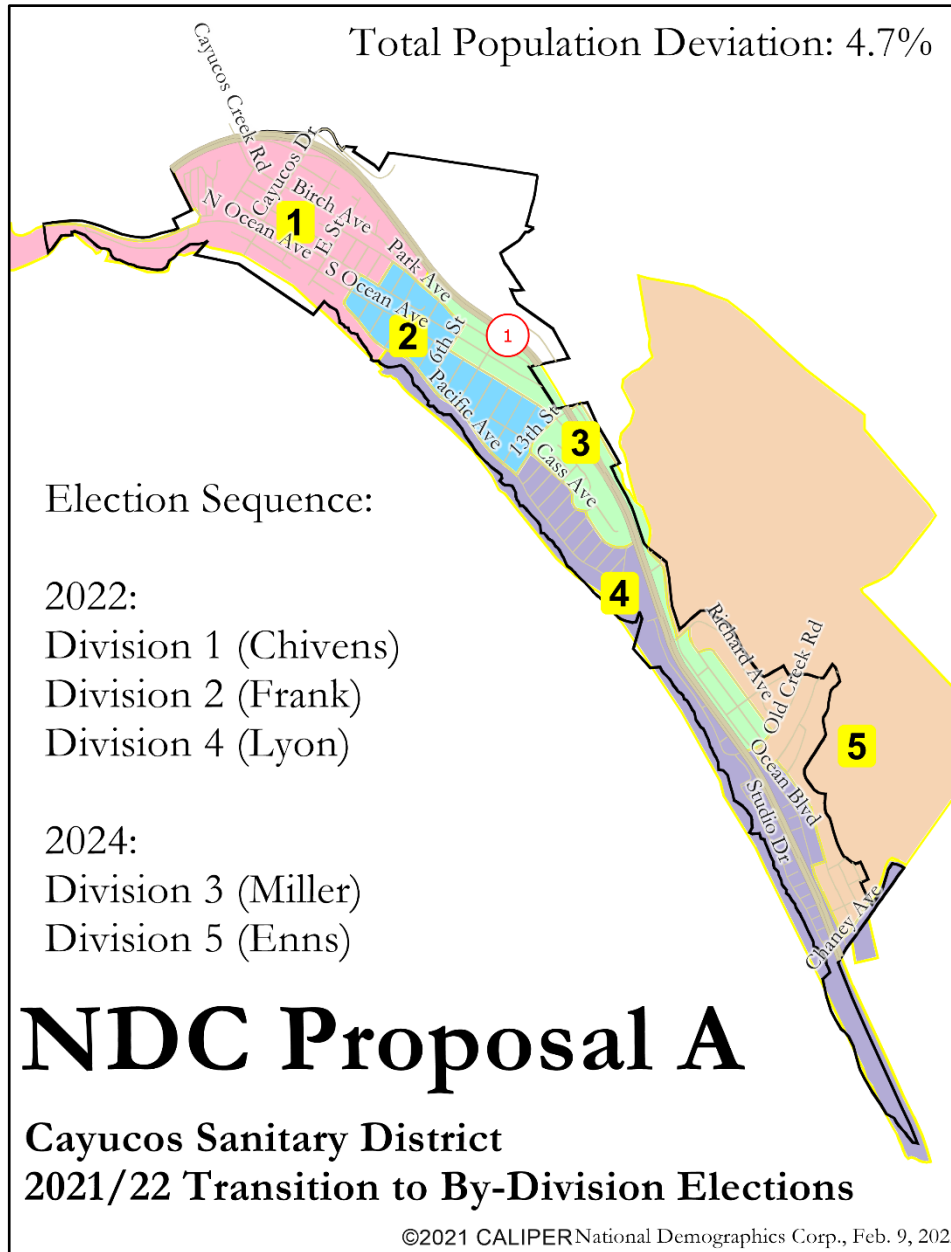 Total Population Deviation: 4.7%
Cayucos Creek Rd
Cayucos Dr
Birch Ave
N Ocean Ave
1
E St
Park Ave
S Ocean Ave
1
2
6th St
Pacific Ave
13th St
3
Cass Ave
4
Richard Ave
Old Creek Rd
5
Ocean Blvd
Studio Dr
Chaney Ave
Election Sequence:
2022:
Division 1 (Chivens)
Division 2 (Frank)
Division 4 (Lyon)
2024:
Division 3 (Miller)
Division 5 (Enns)
NDC Proposal A
Cayucos Sanitary District
2021/22 Transition to By-Division Elections
©2021 CALIPER National Demographics Corp., Feb. 9, 202